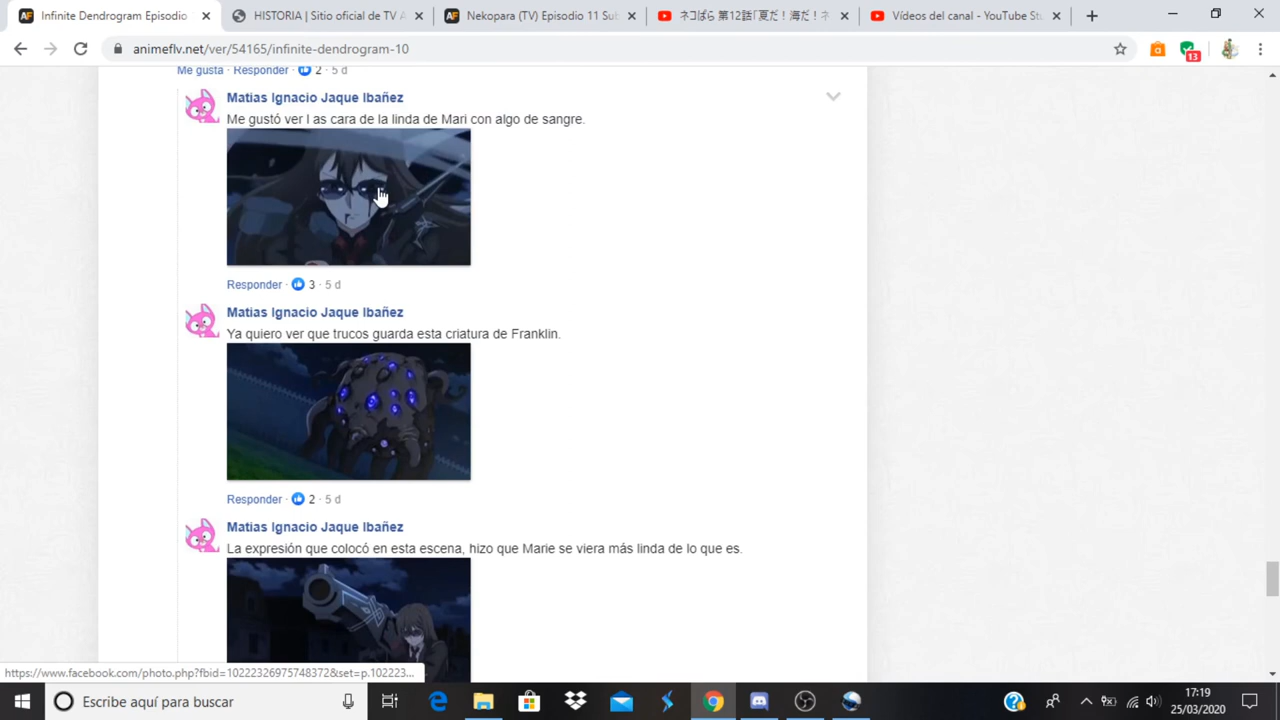 Infinite Dendrogram Episodio
HISTORIA | Sitio oficial de TV A
Nekopara (TV) Episodio 11 Sub
ネコぱら 第12話「夏だ！海だ！ネ
Vídeos del canal - YouTube Stu
animeflv.net/ver/54165/infinite-dendrogram-10
13
Me gusta · Responder · 2 · 5 d
Matias Ignacio Jaque Ibañez
Me gustó ver l as cara de la linda de Mari con algo de sangre.
Responder · 3 · 5 d
Matias Ignacio Jaque Ibañez
Ya quiero ver que trucos guarda esta criatura de Franklin.
Responder · 2 · 5 d
Matias Ignacio Jaque Ibañez
La expresión que colocó en esta escena, hizo que Marie se viera más linda de lo que es.
https://www.facebook.com/photo.php?fbid=10222326975748372&set=p.102223...
Escribe aquí para buscar
17:19
25/03/2020